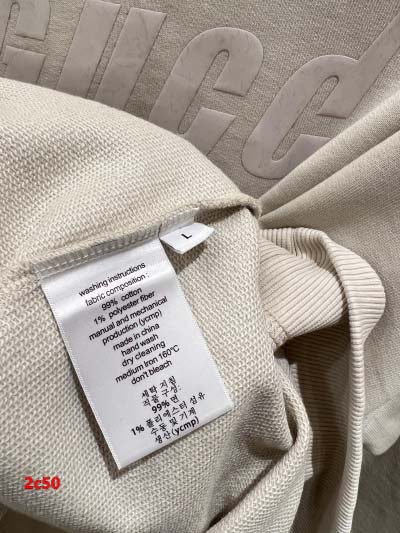 GUCC
L
washing instructions
fabric composition :
99% cotton
1% polyester fiber
manual and mechanical
production (ycmp)
made in china
hand wash
dry cleaning
medium Iron 160°C
don't bleach
세탁 지침
직물 구성:
99% 면
1% 폴리에스터 섬유
수동 및 기계
생산(ycmp)
2c50